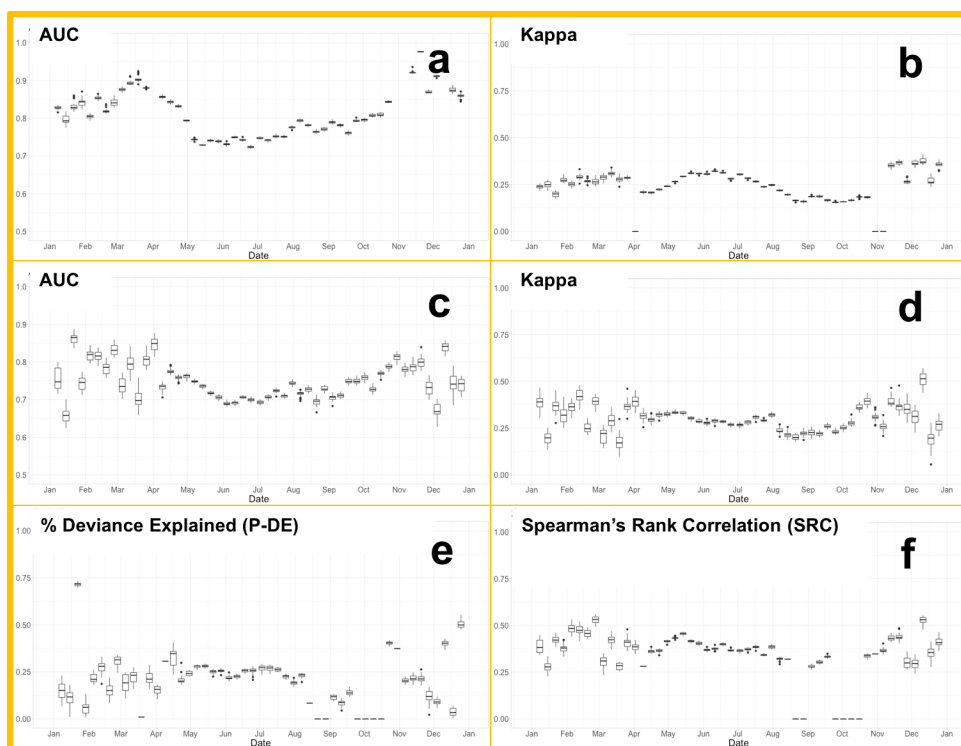 AUC
a
1.0
0.9
0.8
0.7
0.6
0.5
Jan Feb Mar Apr May Jun Jul Aug Sep Oct Nov Dec Jan
Date
Kappa
b
1.00
0.75
0.50
0.25
0.00
Jan Feb Mar Apr May Jun Jul Aug Sep Oct Nov Dec Jan
Date
AUC
c
1.0
0.9
0.8
0.7
0.6
0.5
Jan Feb Mar Apr May Jun Jul Aug Sep Oct Nov Dec Jan
Date
Kappa
d
1.00
0.75
0.50
0.25
0.00
Jan Feb Mar Apr May Jun Jul Aug Sep Oct Nov Dec Jan
Date
% Deviance Explained (P-DE)
e
1.00
0.75
0.50
0.25
0.00
Jan Feb Mar Apr May Jun Jul Aug Sep Oct Nov Dec Jan
Date
Spearman's Rank Correlation (SRC)
f
1.00
0.75
0.50
0.25
0.00
Jan Feb Mar Apr May Jun Jul Aug Sep Oct Nov Dec Jan
Date